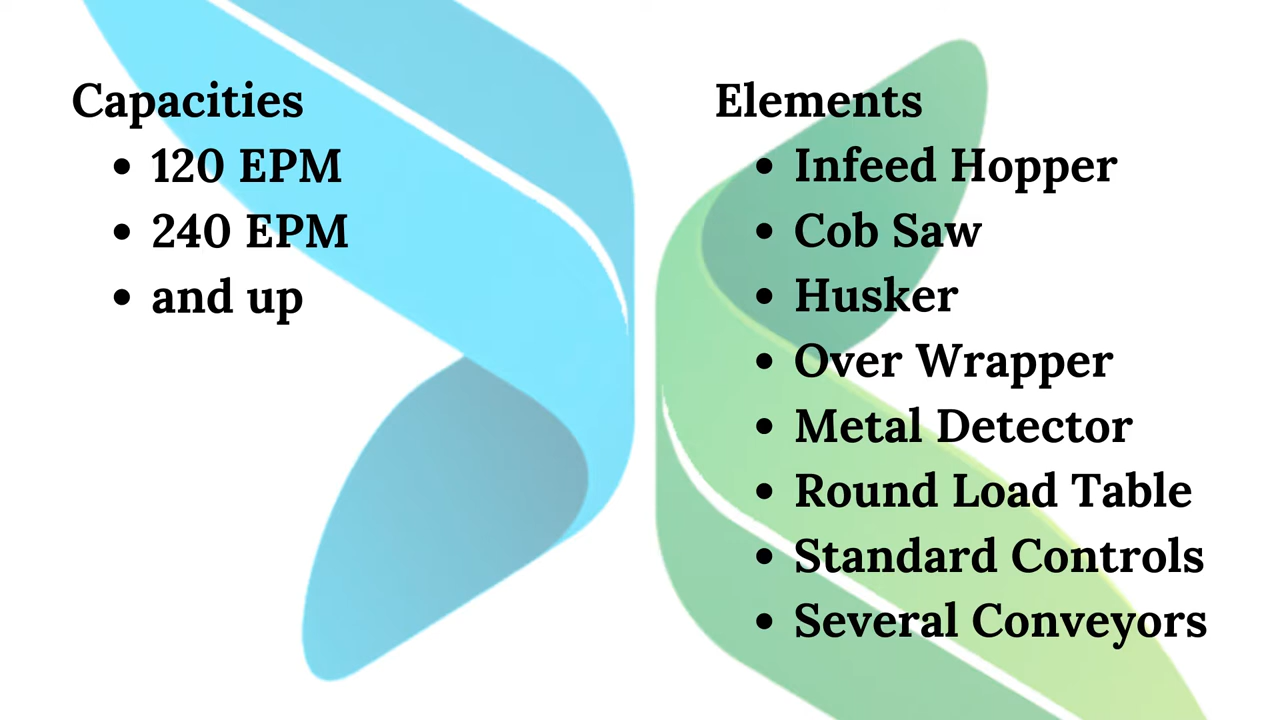 Capacities
• 120 EPM
• 240 EPM
• and up
Elements
• Infeed Hopper
• Cob Saw
• Husker
• Over Wrapper
• Metal Detector
• Round Load Table
• Standard Controls
• Several Conveyors